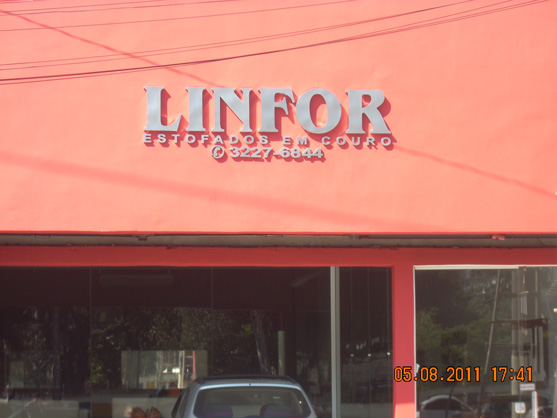 LINFOR
ESTOFADOS EM COURO
✆ 3227-6844
05.08.2011 17:41